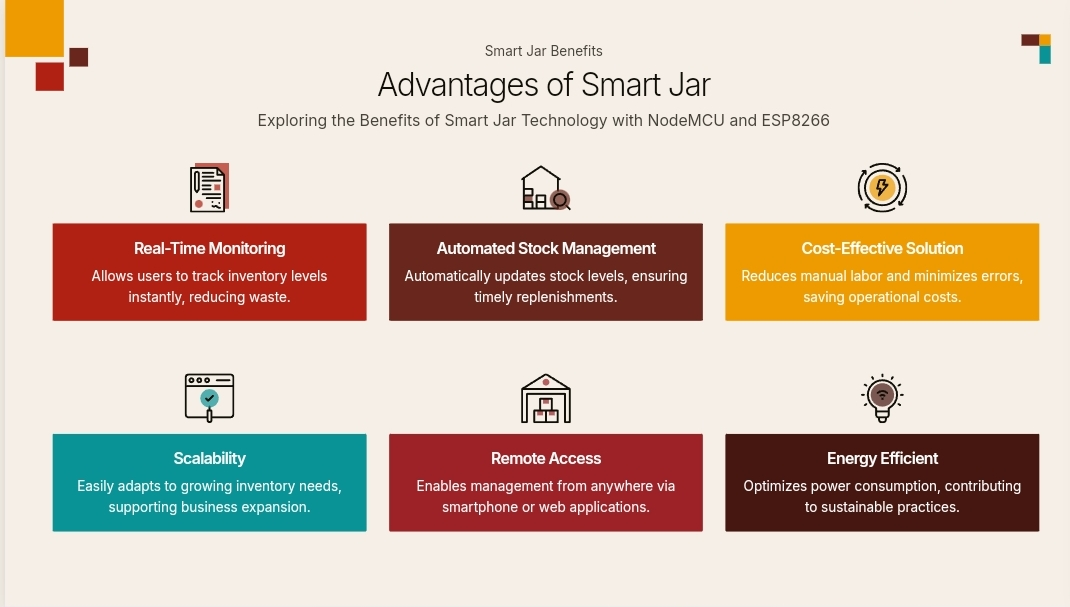 Smart Jar Benefits
Advantages of Smart Jar
Exploring the Benefits of Smart Jar Technology with NodeMCU and ESP8266
Real-Time Monitoring
Allows users to track inventory levels
instantly, reducing waste.
Automated Stock Management
Automatically updates stock levels, ensuring
timely replenishments.
Cost-Effective Solution
Reduces manual labor and minimizes errors,
saving operational costs.
Scalability
Easily adapts to growing inventory needs,
supporting business expansion.
Remote Access
Enables management from anywhere via
smartphone or web applications.
Energy Efficient
Optimizes power consumption, contributing
to sustainable practices.